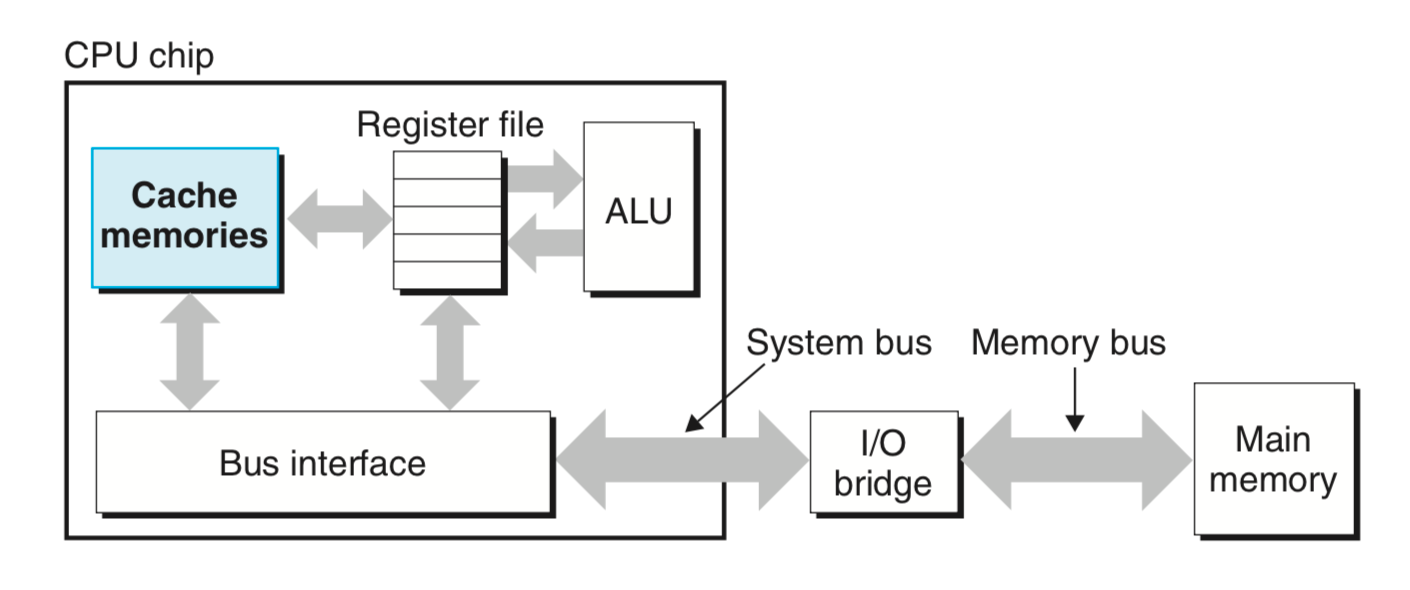 CPU chip
Register file
Cache
memories
ALU
System bus
Memory bus
Bus interface
I/O
bridge
Main
memory